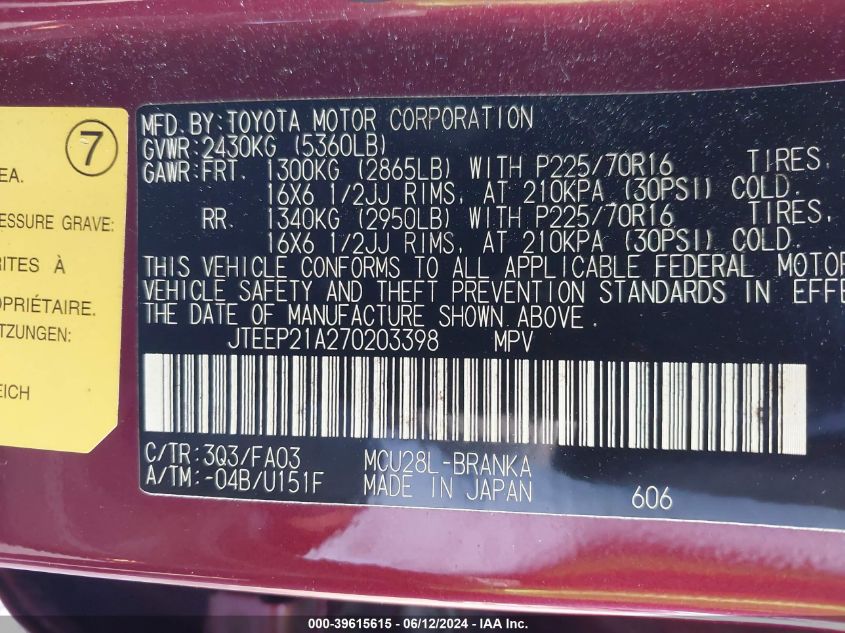 7
EA.
ESSURE GRAVE:
RITES À
OPRIÉTAIRE.
TZUNGEN:
EICH
MFD.BY:TOYOTA MOTOR CORPORATION
GVWR:2430KG (5360LB)
GAWR:FRT. 1300KG (2865LB) WITH P225/70R16 TIRES,
16X6 1/2JJ RIMS, AT 210KPA (30PSI) COLD.
RR. 1340KG (2950LB) WITH P225/70R16 TIRES,
16X6 1/2JJ RIMS, AT 210KPA (30PSI) COLD.
THIS VEHICLE CONFORMS TO ALL APPLICABLE FEDERAL MOTOR
VEHICLE SAFETY AND THEFT PREVENTION STANDARDS IN EFFE
THE DATE OF MANUFACTURE SHOWN ABOVE.
JTEEP21A270203398 MPV
C/TR:3Q3/FA03 MCU28L-BRANKA
A/TM:-04B/U151F MADE IN JAPAN 606
000-39615615 - 06/12/2024 - IAA Inc.